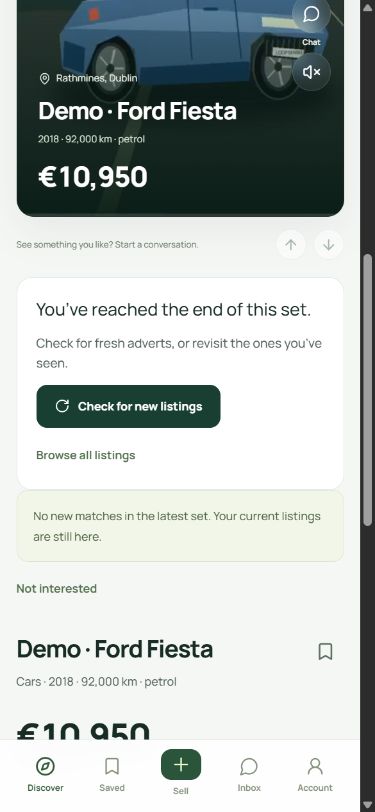 Chat
Rathmines, Dublin
Demo · Ford Fiesta
2018 · 92,000 km · petrol
€10,950
See something you like? Start a conversation.
You've reached the end of this set.
Check for fresh adverts, or revisit the ones you've
seen.
Check for new listings
Browse all listings
No new matches in the latest set. Your current listings
are still here.
Not interested
Demo · Ford Fiesta
Cars · 2018 · 92,000 km · petrol
€10,950
Discover
Saved
Sell
Inbox
Account